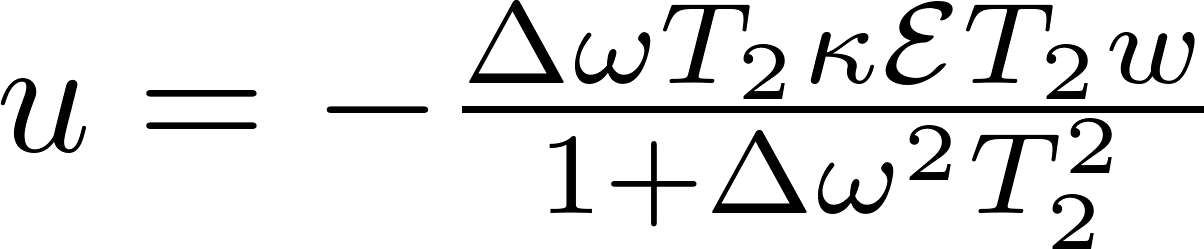 u = -\frac{\Delta\omega T_2 \kappa \mathcal{E} T_2 w}{1+\Delta\omega^2 T_2^2}